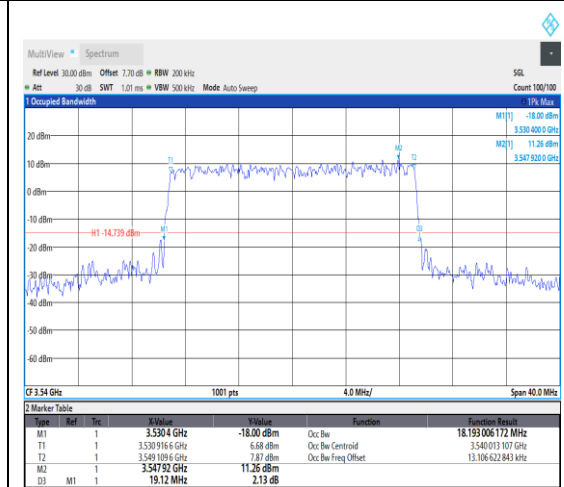 MultiView Spectrum
Ref Level 30.00 dBm Offset 7.70 dB RBW 200 kHz SGL
Att 30 dB SWT 1.01 ms VBW 500 kHz Mode Auto Sweep Count 100/100
1 Occupied Bandwidth 1Pk Max
M1[1] -18.00 dBm
3.530 400 0 GHz
M2[1] 11.26 dBm
3.547 920 0 GHz
20 dBm
M2
T1 T2
10 dBm
0 dBm
-10 dBm
H1 -14.739 dBm M1 D3
-20 dBm
-30 dBm
-40 dBm
-50 dBm
-60 dBm
CF 3.54 GHz 1001 pts 4.0 MHz/ Span 40.0 MHz
2 Marker Table
Type Ref Trc X-Value Y-Value Function Function Result
M1 1 3.530 4 GHz -18.00 dBm Occ Bw 18.193 006 172 MHz
T1 1 3.530 916 6 GHz 6.68 dBm Occ Bw Centroid 3.540 013 107 GHz
T2 1 3.549 109 6 GHz 7.87 dBm Occ Bw Freq Offset 13.106 622 843 kHz
M2 1 3.547 92 GHz 11.26 dBm
D3 M1 1 19.12 MHz 2.13 dB